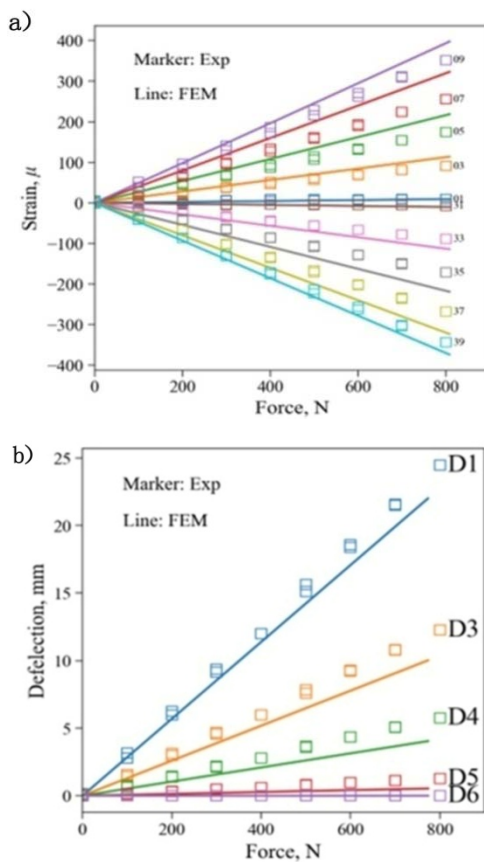 a)
400
300
200
100
0
−100
−200
−300
−400
Strain, μ
Marker: Exp
Line: FEM
09
07
05
03
01
31
33
35
37
39
0
200
400
600
800
Force, N
b)
25
20
15
10
5
0
Defelection, mm
Marker: Exp
Line: FEM
D1
D3
D4
D5
D6
0
200
400
600
800
Force, N